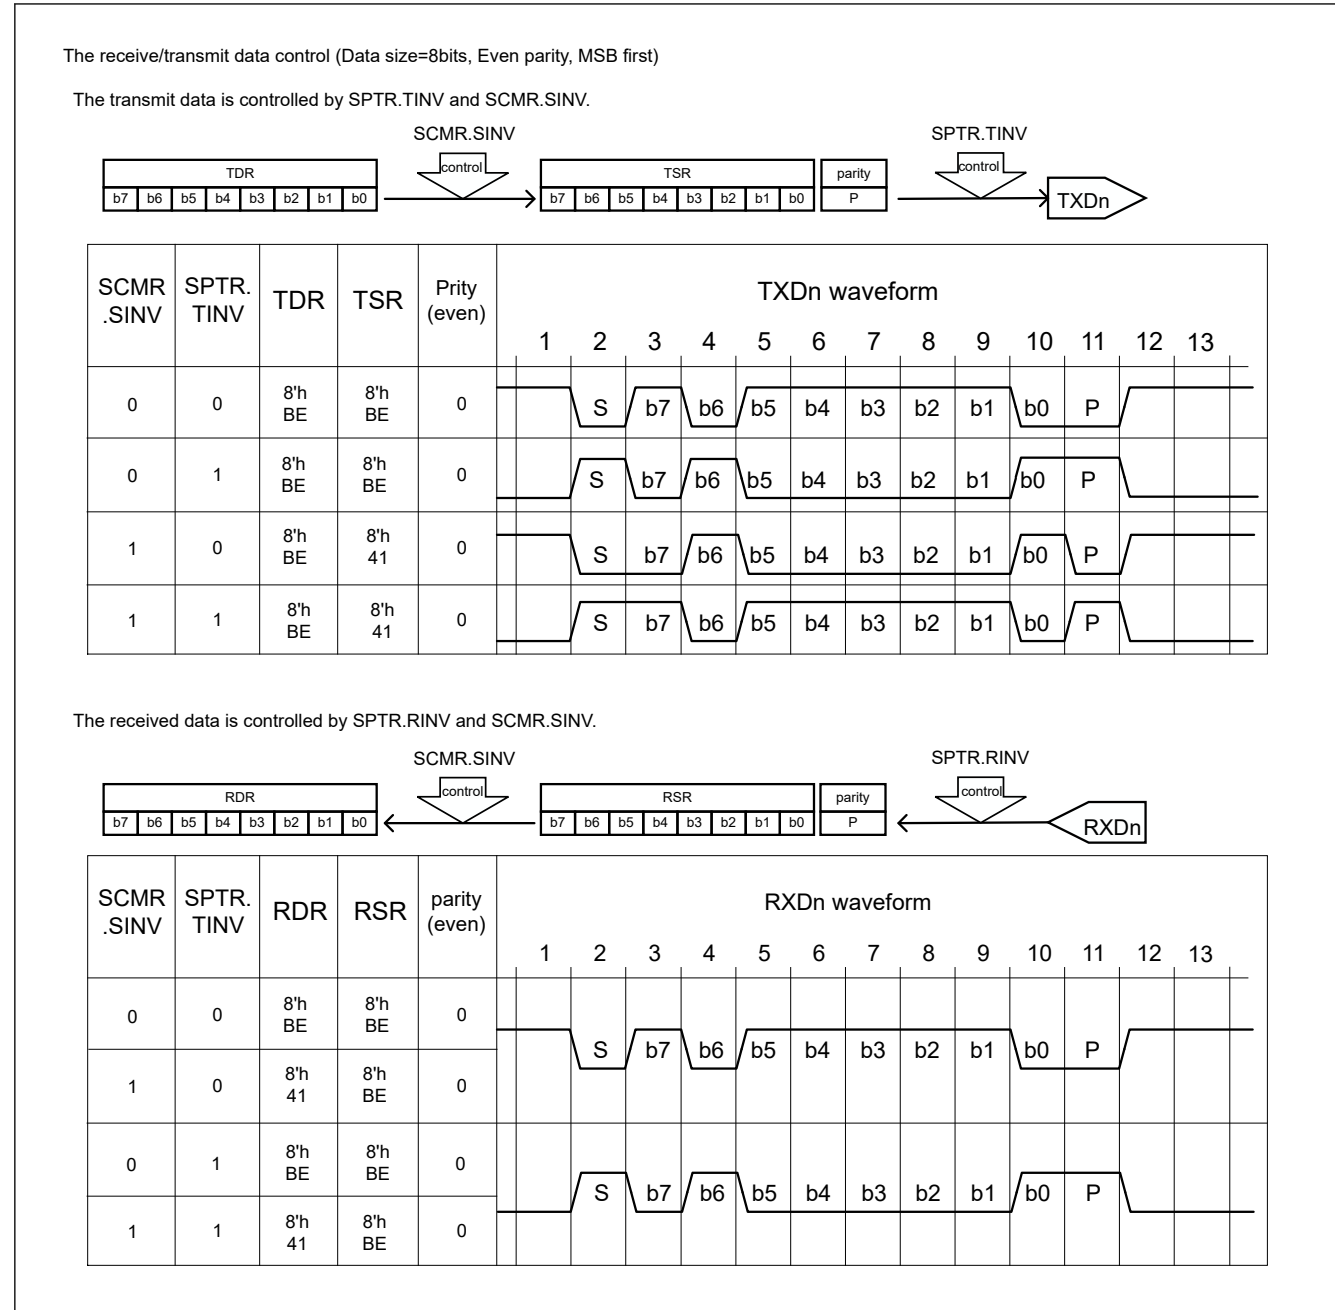 The receive/transmit data control (Data size=8bits, Even parity, MSB first)
The transmit data is controlled by SPTR.TINV and SCMR.SINV.
SCMR.SINV SPTR.TINV
TDR control TSR parity control
b7 b6 b5 b4 b3 b2 b1 b0 b7 b6 b5 b4 b3 b2 b1 b0 P TXDn
SCMR .SINV SPTR. TINV TDR TSR Prity (even) TXDn waveform
1 2 3 4 5 6 7 8 9 10 11 12 13
0 0 8'h BE 8'h BE 0 S b7 b6 b5 b4 b3 b2 b1 b0 P
0 1 8'h BE 8'h BE 0 S b7 b6 b5 b4 b3 b2 b1 b0 P
1 0 8'h BE 8'h 41 0 S b7 b6 b5 b4 b3 b2 b1 b0 P
1 1 8'h BE 8'h 41 0 S b7 b6 b5 b4 b3 b2 b1 b0 P
The received data is controlled by SPTR.RINV and SCMR.SINV.
SCMR.SINV SPTR.RINV
RDR control RSR parity control
b7 b6 b5 b4 b3 b2 b1 b0 b7 b6 b5 b4 b3 b2 b1 b0 P RXDn
SCMR .SINV SPTR. TINV RDR RSR parity (even) RXDn waveform
1 2 3 4 5 6 7 8 9 10 11 12 13
0 0 8'h BE 8'h BE 0
S b7 b6 b5 b4 b3 b2 b1 b0 P
1 0 8'h 41 8'h BE 0
0 1 8'h BE 8'h BE 0
S b7 b6 b5 b4 b3 b2 b1 b0 P
1 1 8'h 41 8'h BE 0